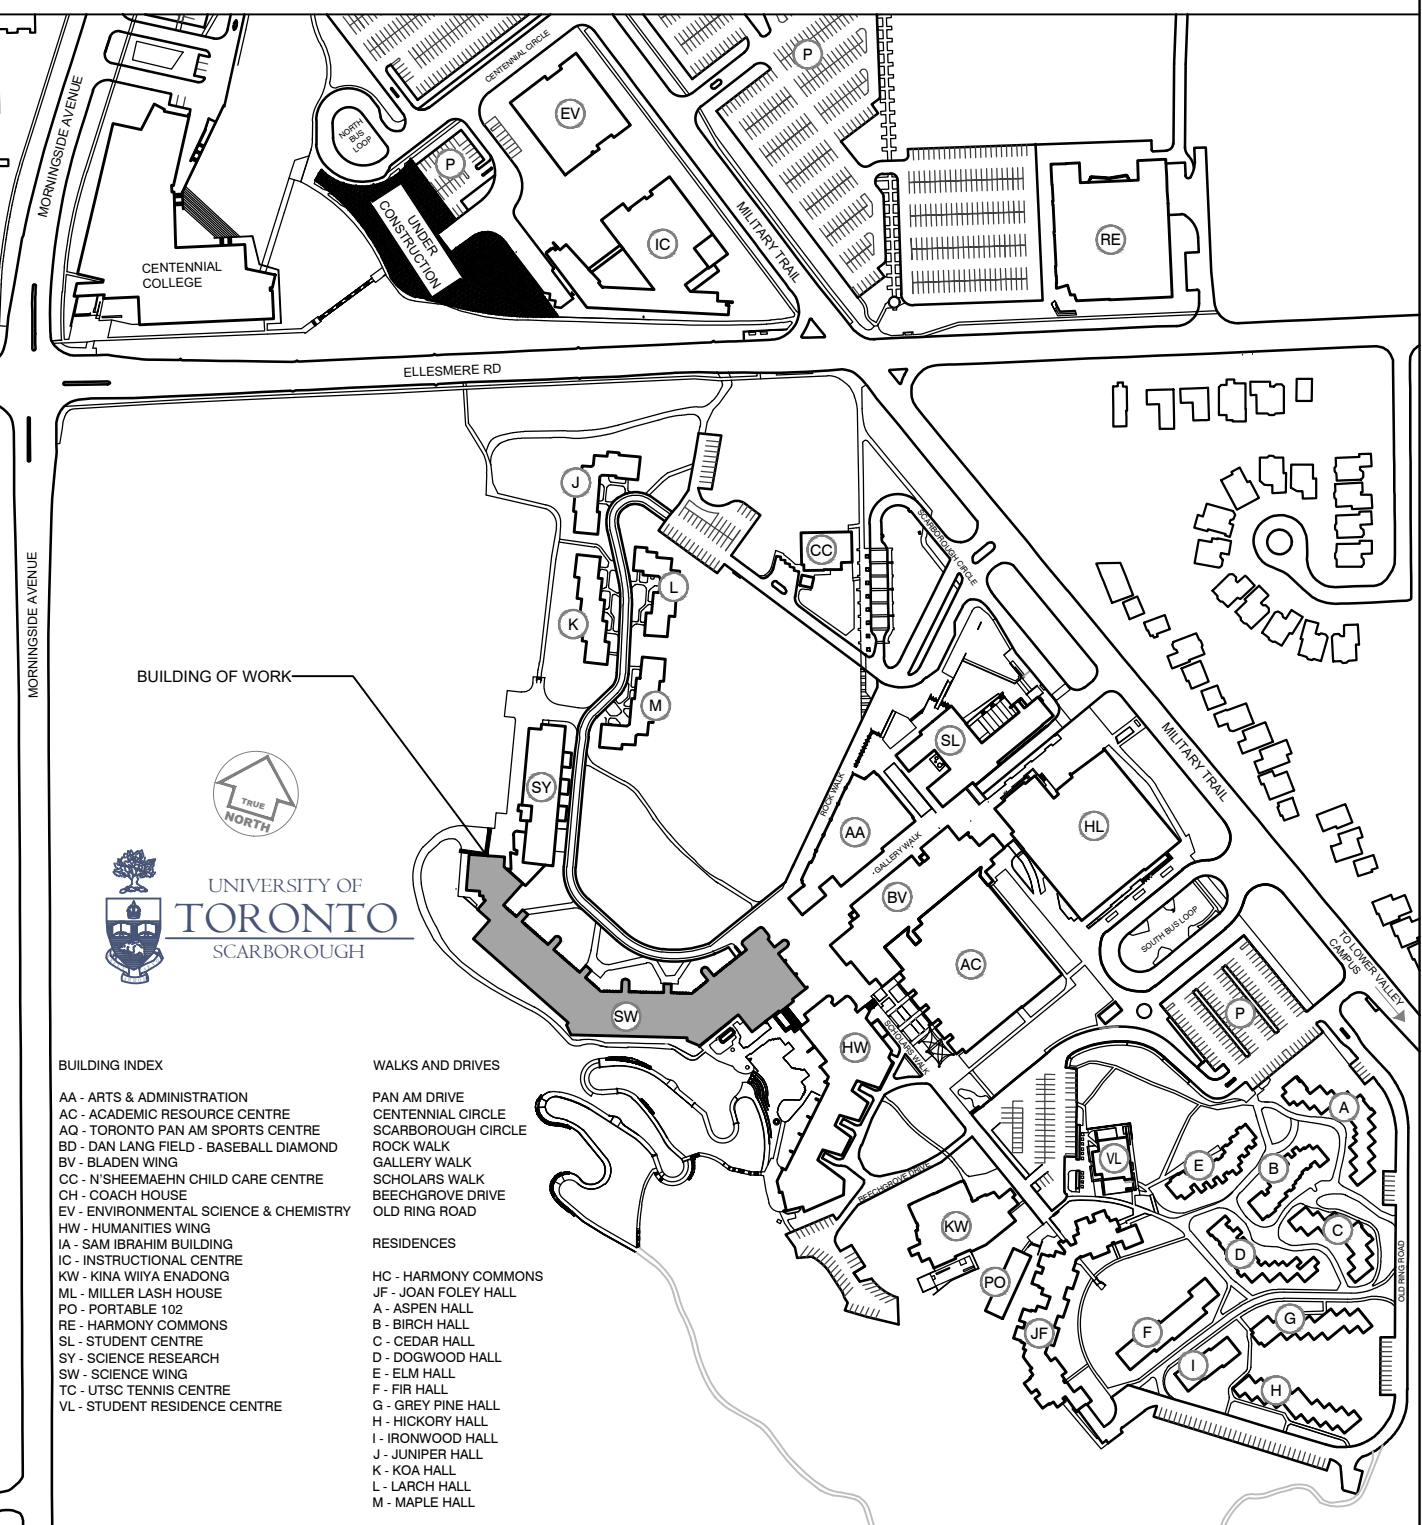 CENTENNIAL CIRCLE
P
EV
MORNINGSIDE AVENUE
NORTH
BUS
LOOP
P
UNDER
CONSTRUCTION
MILITARY TRAIL
IC
RE
CENTENNIAL
COLLEGE
ELLESMERE RD
J
SCARBOROUGH CIRCLE
CC
L
K
MORNINGSIDE AVENUE
BUILDING OF WORK
M
SL
MILITARY TRAIL
SY
ROCK WALK
TRUE
NORTH
AA
HL
GALLERY WALK
UNIVERSITY OF
TORONTO
SCARBOROUGH
BV
SOUTH BUS LOOP
TO LOWER VALLEY
CAMPUS
AC
SW
P
HW
SCHOLARS WALK
A
VL
E
B
BEECHGROVE DRIVE
KW
C
D
OLD RING ROAD
PO
JF
F
G
I
H
BUILDING INDEX
AA - ARTS & ADMINISTRATION
AC - ACADEMIC RESOURCE CENTRE
AQ - TORONTO PAN AM SPORTS CENTRE
BD - DAN LANG FIELD - BASEBALL DIAMOND
BV - BLADEN WING
CC - N'SHEEMAEHN CHILD CARE CENTRE
CH - COACH HOUSE
EV - ENVIRONMENTAL SCIENCE & CHEMISTRY
HW - HUMANITIES WING
IA - SAM IBRAHIM BUILDING
IC - INSTRUCTIONAL CENTRE
KW - KINA WIIYA ENADONG
ML - MILLER LASH HOUSE
PO - PORTABLE 102
RE - HARMONY COMMONS
SL - STUDENT CENTRE
SY - SCIENCE RESEARCH
SW - SCIENCE WING
TC - UTSC TENNIS CENTRE
VL - STUDENT RESIDENCE CENTRE
WALKS AND DRIVES
PAN AM DRIVE
CENTENNIAL CIRCLE
SCARBOROUGH CIRCLE
ROCK WALK
GALLERY WALK
SCHOLARS WALK
BEECHGROVE DRIVE
OLD RING ROAD
RESIDENCES
HC - HARMONY COMMONS
JF - JOAN FOLEY HALL
A - ASPEN HALL
B - BIRCH HALL
C - CEDAR HALL
D - DOGWOOD HALL
E - ELM HALL
F - FIR HALL
G - GREY PINE HALL
H - HICKORY HALL
I - IRONWOOD HALL
J - JUNIPER HALL
K - KOA HALL
L - LARCH HALL
M - MAPLE HALL